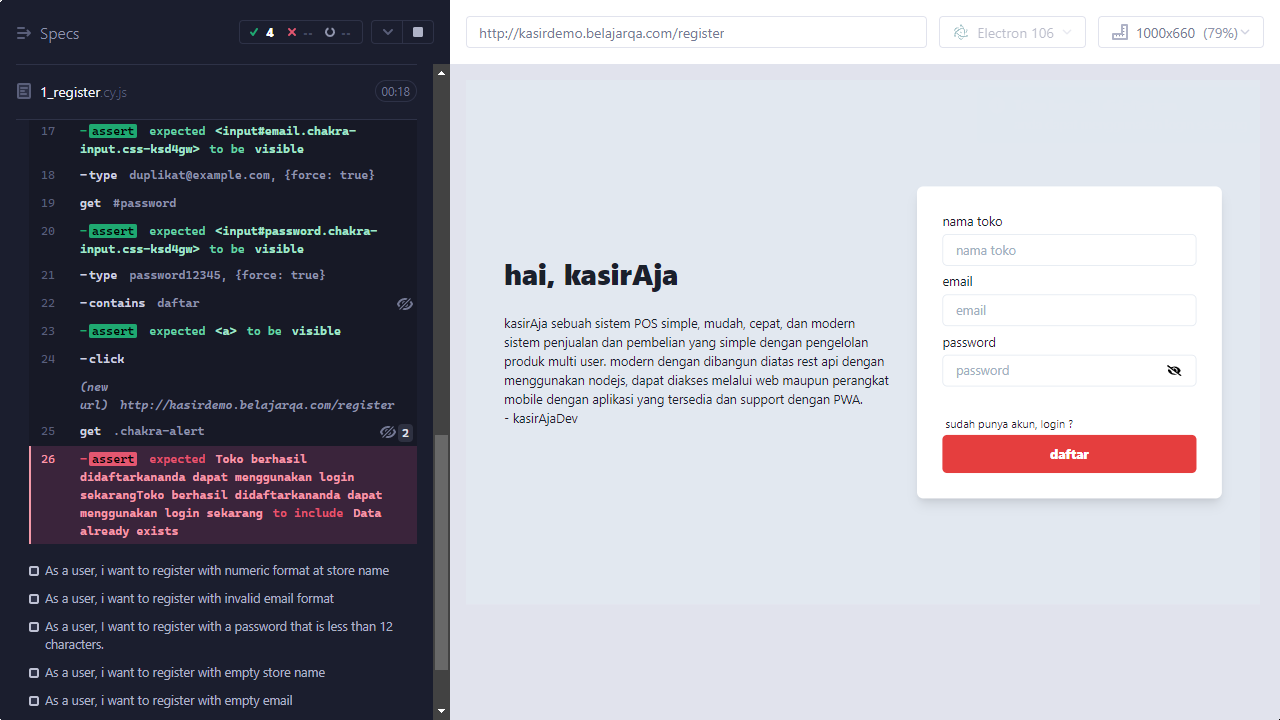 Specs
4 -- --
1_register.cy.js
00:18
17 -assert expected <input#email.chakra-
input.css-ksd4gw> to be visible
18 -type duplikat@example.com, {force: true}
19 get #password
20 -assert expected <input#password.chakra-
input.css-ksd4gw> to be visible
21 -type password12345, {force: true}
22 -contains daftar
23 -assert expected <a> to be visible
24 -click
(new
url) http://kasirdemo.belajarqa.com/register
25 get .chakra-alert 2
26 -assert expected Toko berhasil
didaftarkananda dapat menggunakan login
sekarangToko berhasil didaftarkananda dapat
menggunakan login sekarang to include Data
already exists
As a user, i want to register with numeric format at store name
As a user, i want to register with invalid email format
As a user, I want to register with a password that is less than 12
characters.
As a user, i want to register with empty store name
As a user, i want to register with empty email
http://kasirdemo.belajarqa.com/register
Electron 106
1000x660 (79%)
hai, kasirAja
kasirAja sebuah sistem POS simple, mudah, cepat, dan modern
sistem penjualan dan pembelian yang simple dengan pengelolan
produk multi user. modern dengan dibangun diatas rest api dengan
menggunakan nodejs, dapat diakses melalui web maupun perangkat
mobile dengan aplikasi yang tersedia dan support dengan PWA.
- kasirAjaDev
nama toko
nama toko
email
email
password
password
sudah punya akun, login ?
daftar